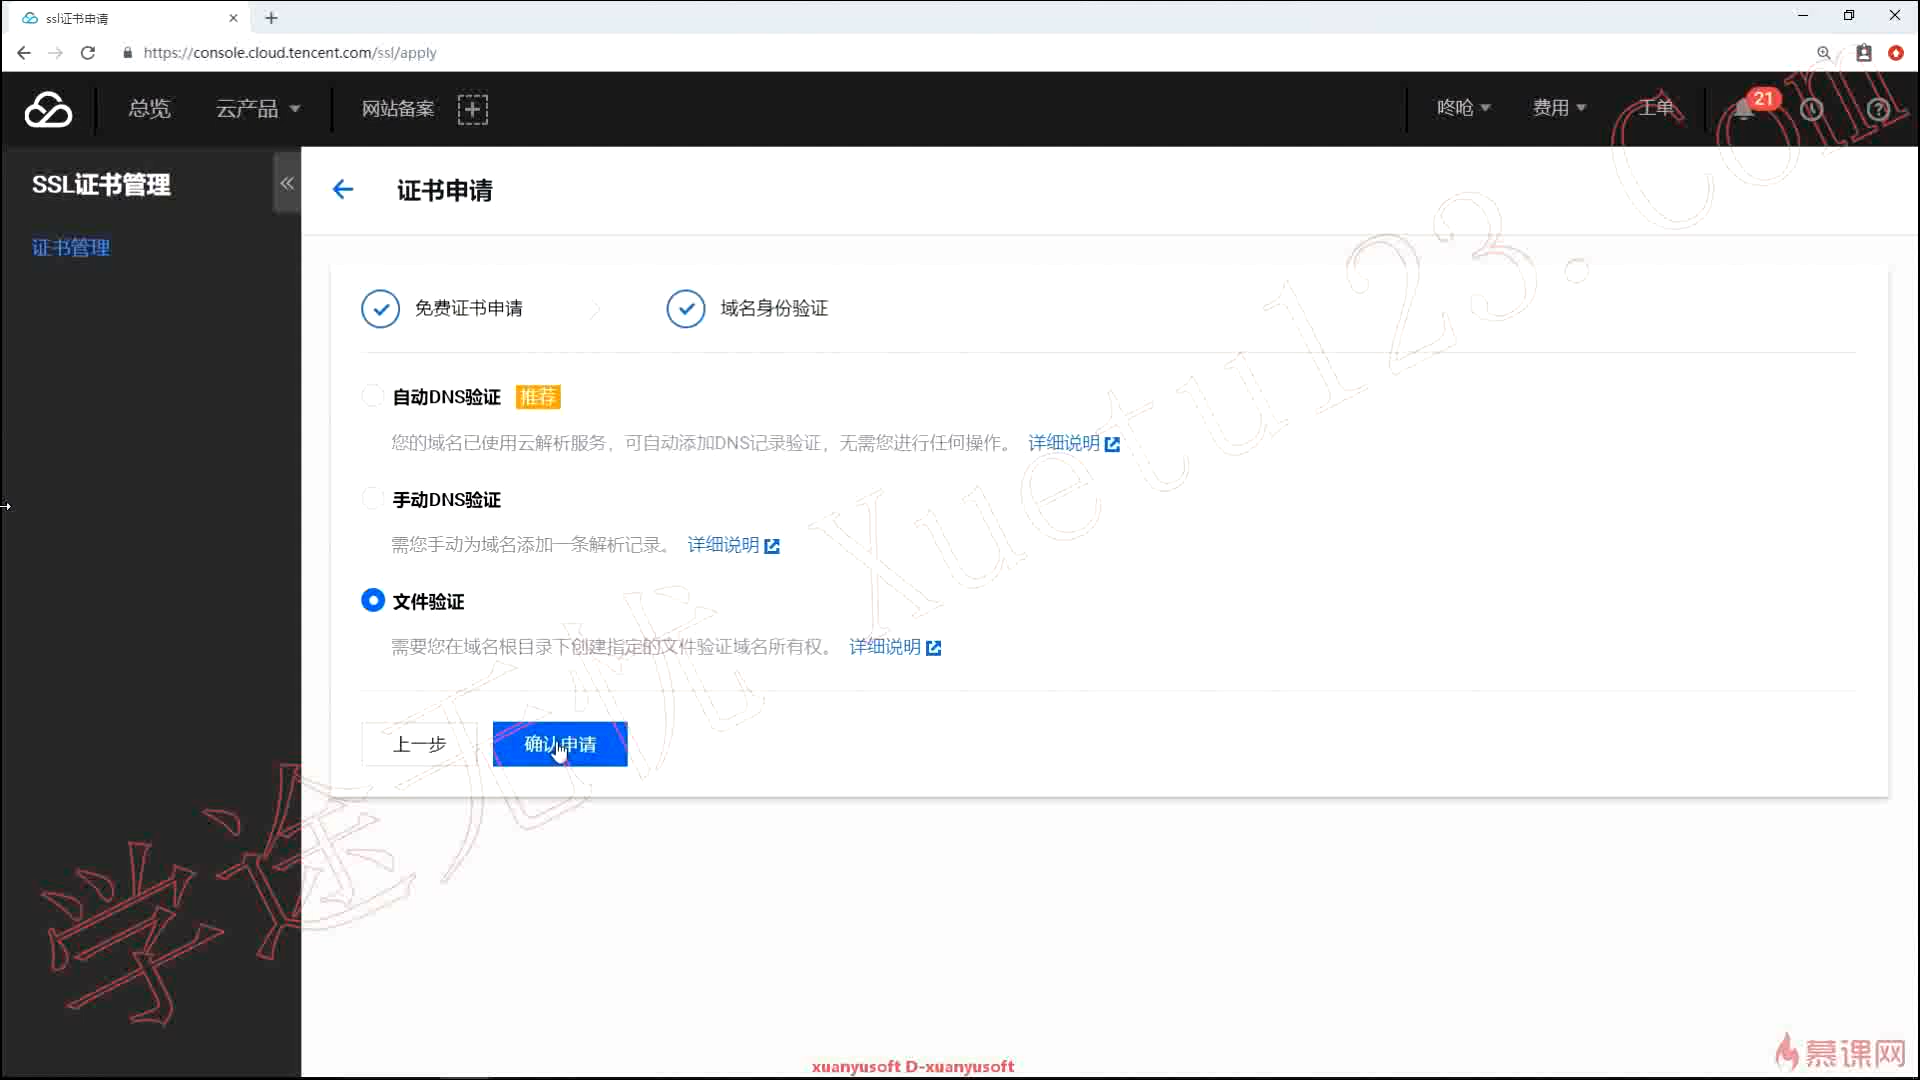 ssl证书申请
https://console.cloud.tencent.com/ssl/apply
总览 云产品 网站备案 咚呛 费用 工单 21
SSL证书管理
证书管理
证书申请
免费证书申请 域名身份验证
自动DNS验证 推荐
您的域名已使用云解析服务，可自动添加DNS记录验证，无需您进行任何操作。 详细说明
手动DNS验证
需您手动为域名添加一条解析记录。 详细说明
文件验证
需要您在域名根目录下创建指定的文件验证域名所有权。 详细说明
上一步 确认申请
学途无忧 Xuetu123.Com
慕课网
xuanyusoft D-xuanyusoft